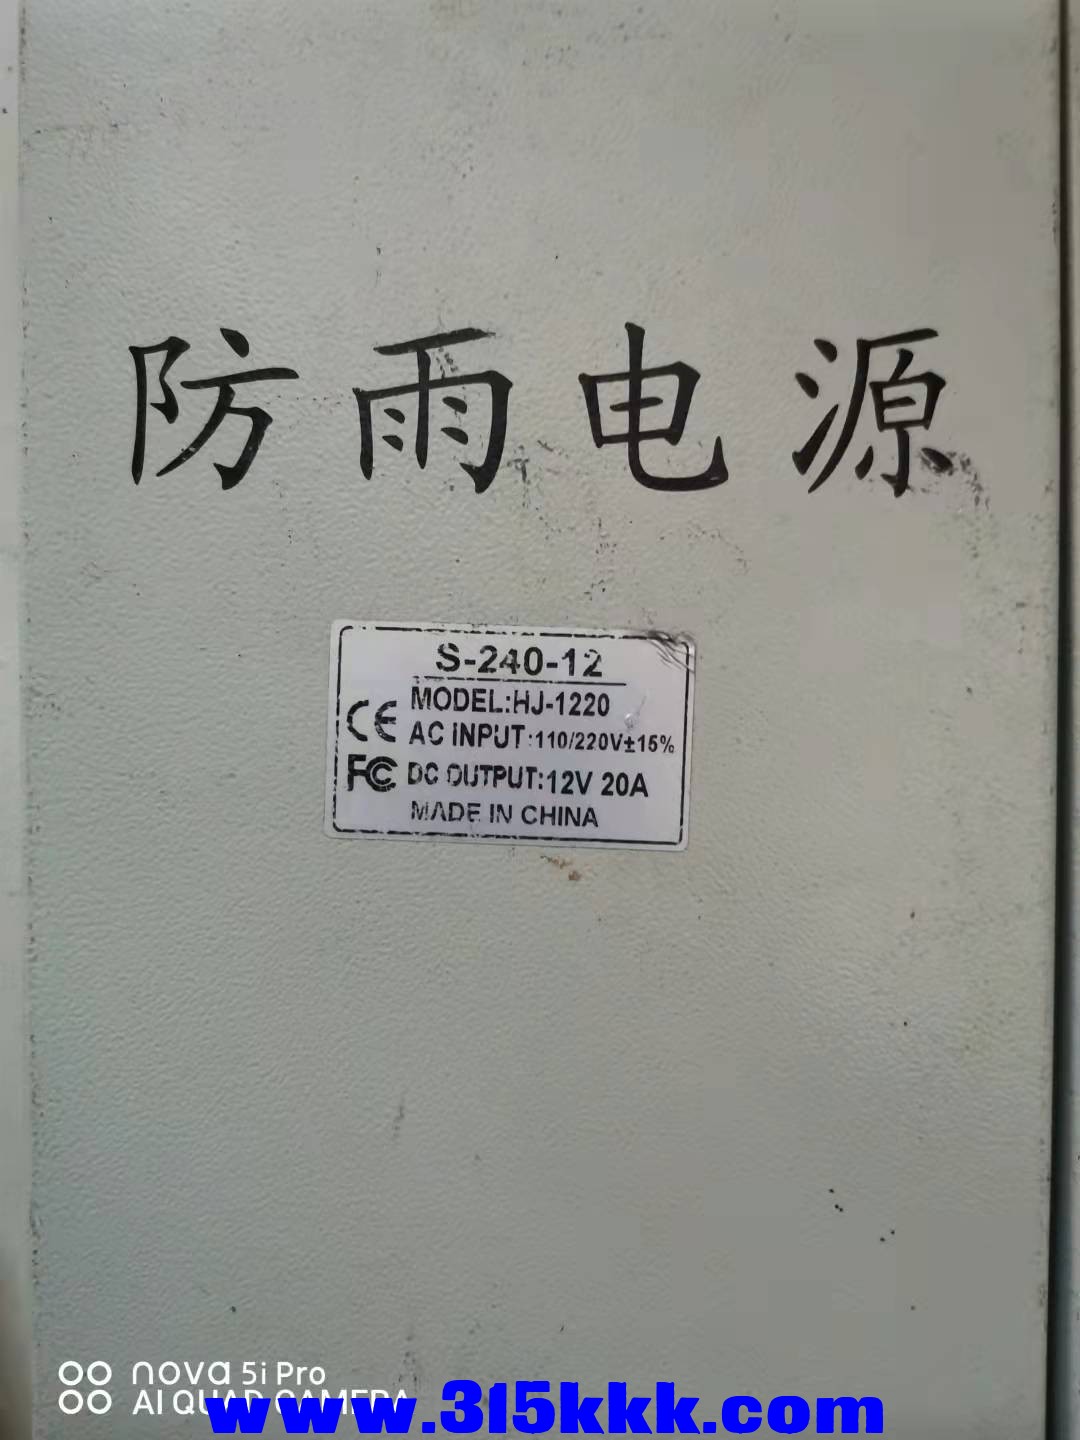 防雨电源
S-240-12
MODEL:HJ-1220
CE
AC INPUT:110/220V±15%
FC
DC OUTPUT:12V 20A
MADE IN CHINA
nova 5i Pro
AI QUAD CAMERA
www.315kkk.com